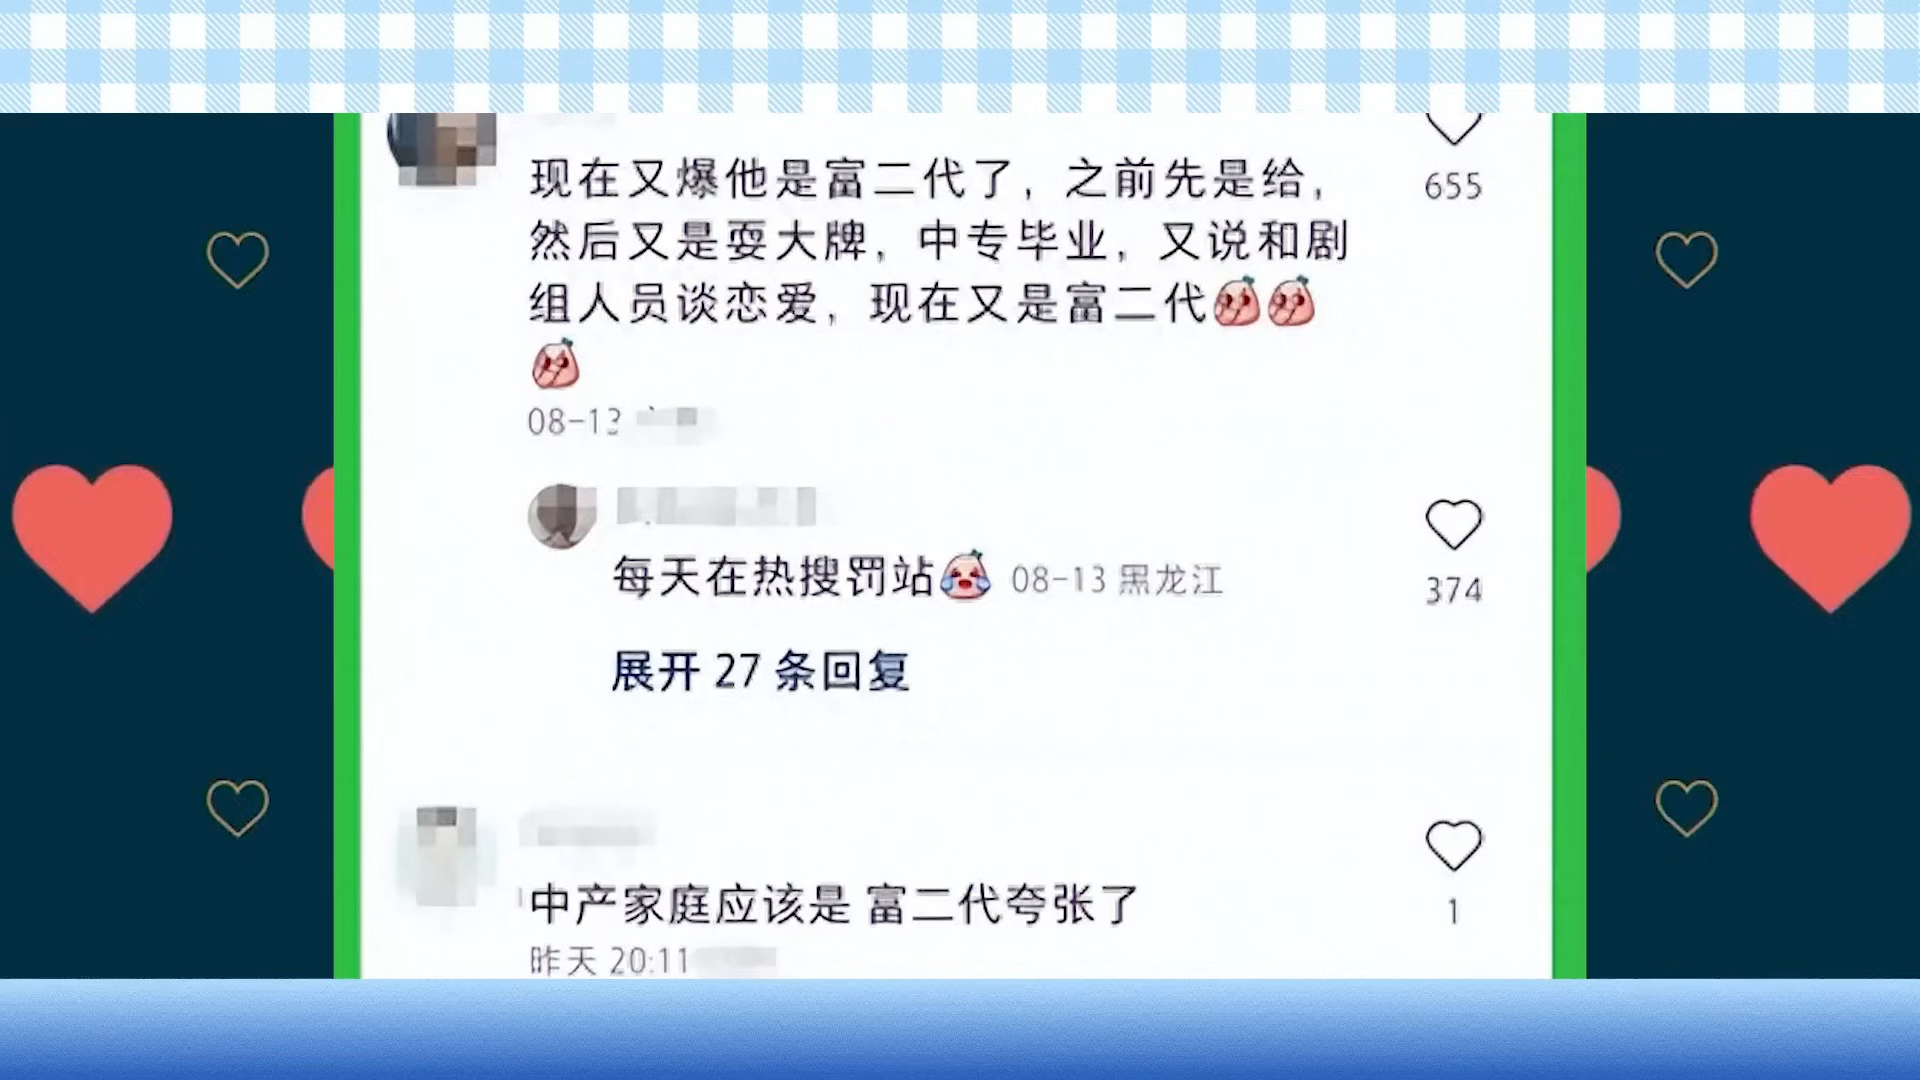 现在又爆他是富二代了，之前先是给，
655
然后又是耍大牌，中专毕业，又说和剧
组人员谈恋爱，现在又是富二代
08-13
每天在热搜罚站 08-13 黑龙江
374
展开 27 条回复
中产家庭应该是 富二代夸张了
1
昨天 20:11